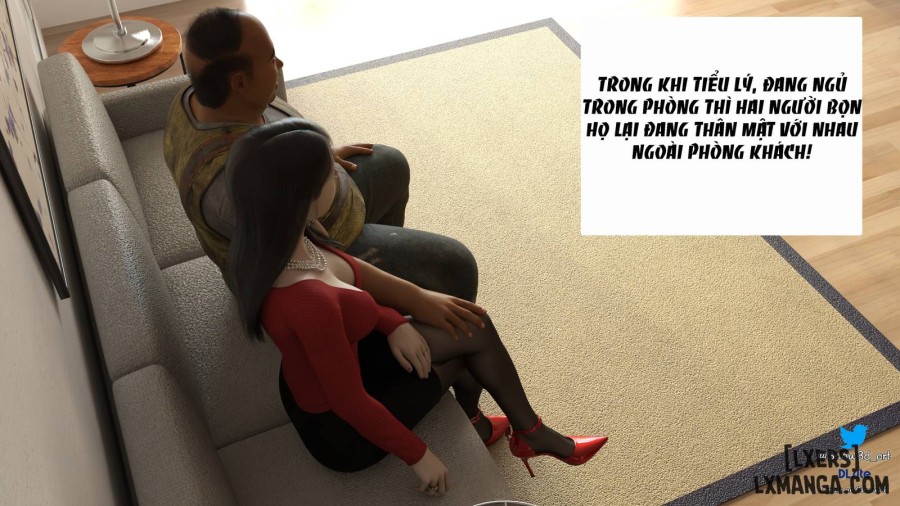 TRONG KHI TIỂU LÝ, ĐANG NGỦ
TRONG PHÒNG THÌ HAI NGƯỜI BỌN
HỌ LẠI ĐANG THÂN MẬT VỚI NHAU
NGOÀI PHÒNG KHÁCH!
[LXERS]
LXMANGA.COM